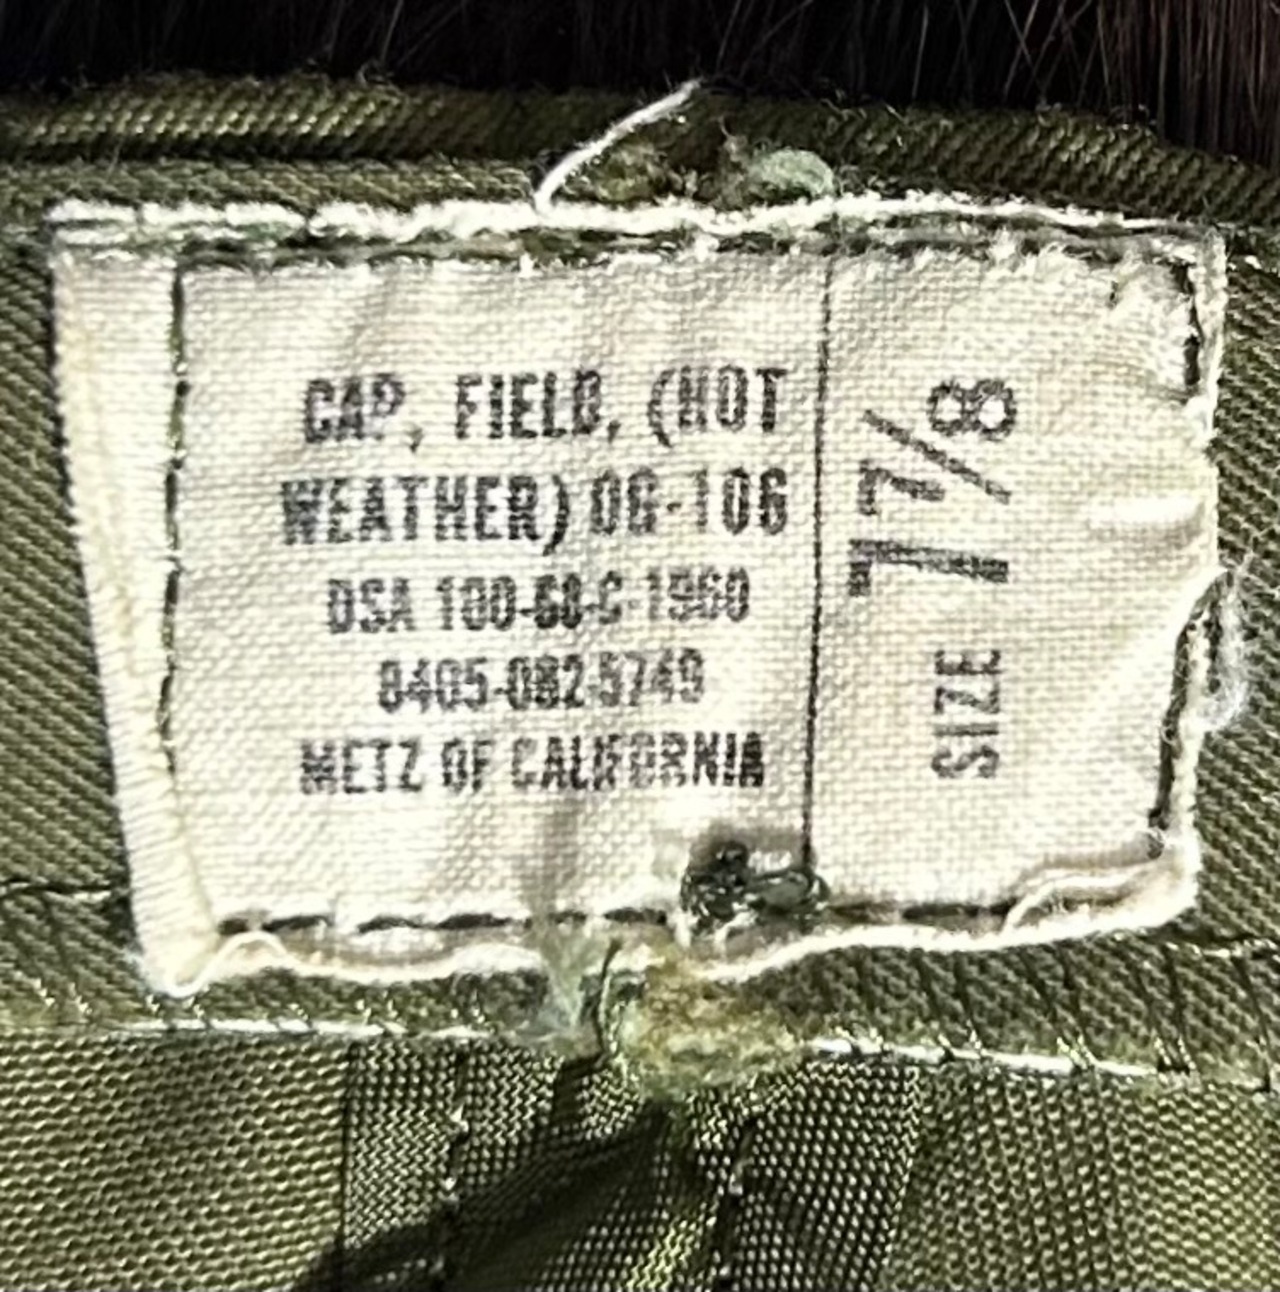 CAP, FIELD, (HOT
WEATHER) OG-106
DSA 100-68-C-1960
8405-082-5749
METZ OF CALIFORNIA
SIZE 7 7/8